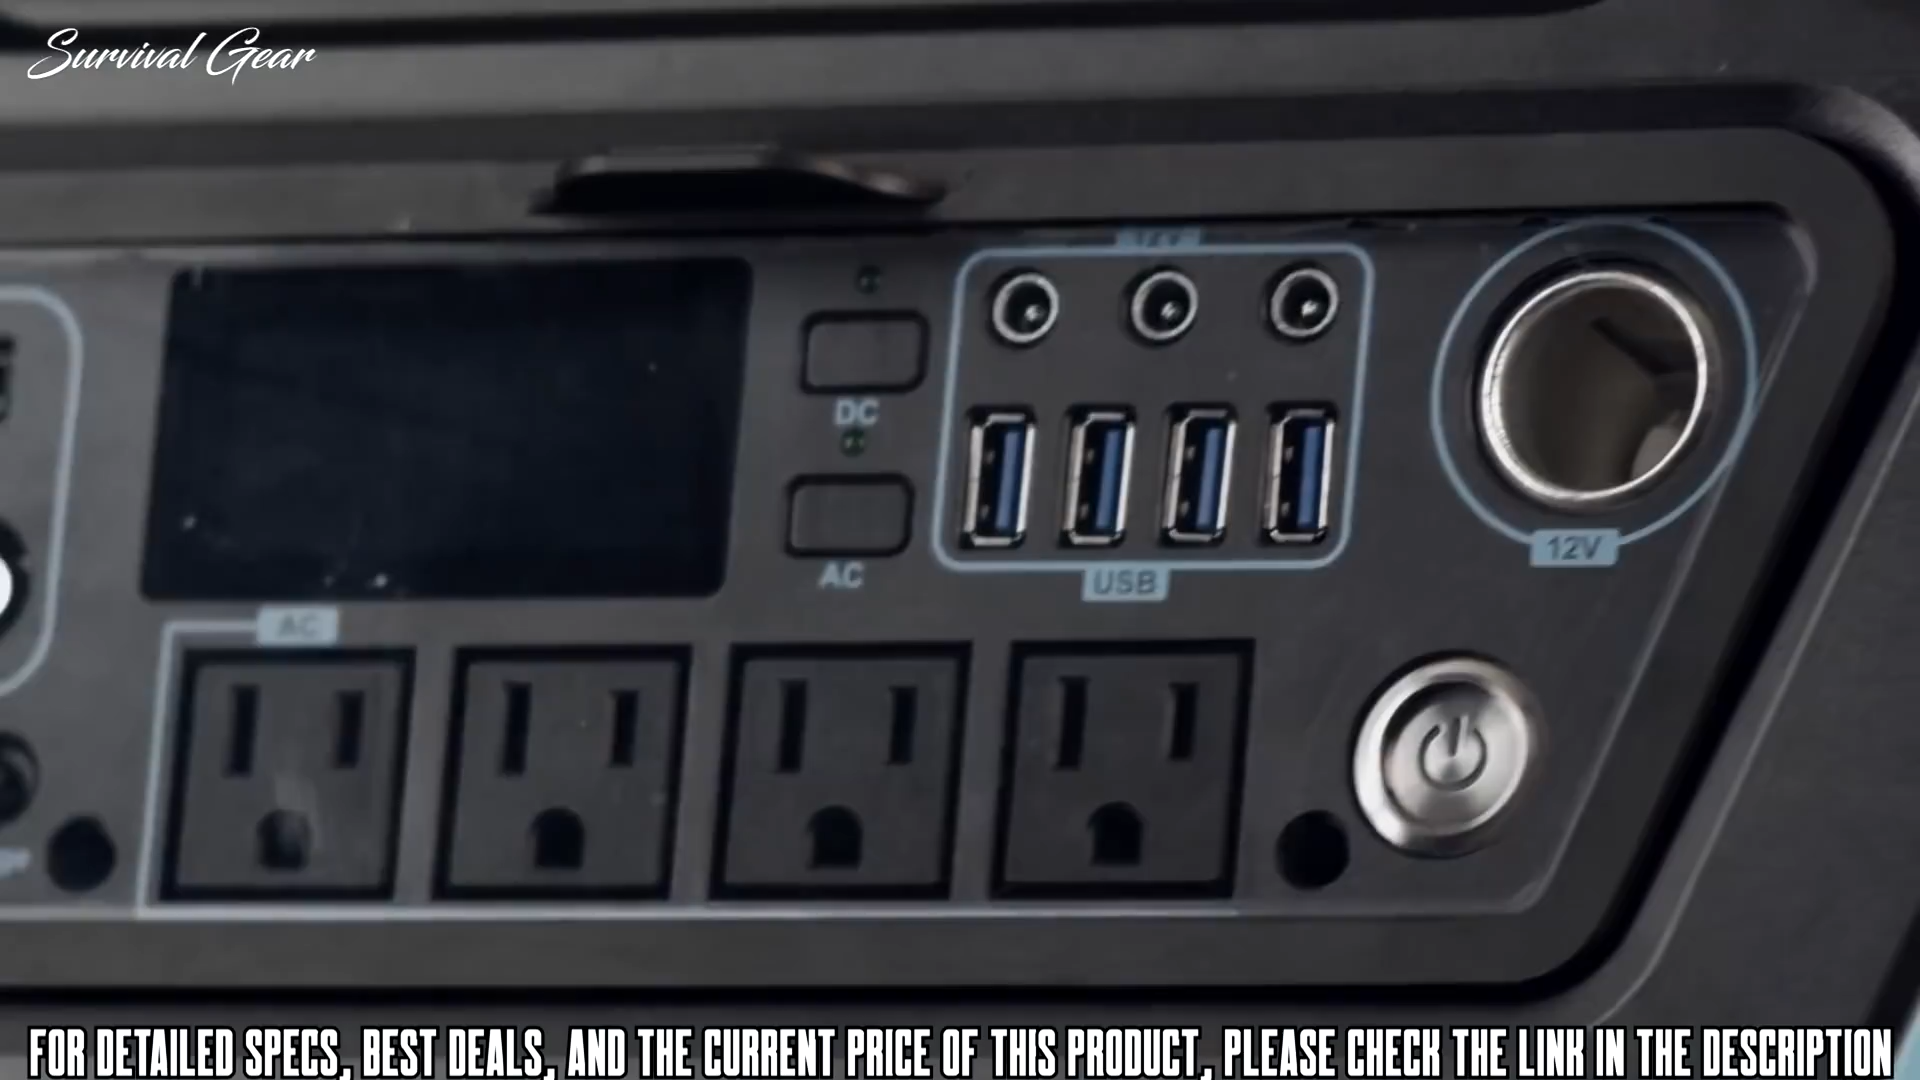 Survival Gear
DC
AC
USB
12V
AC
FOR DETAILED SPECS, BEST DEALS, AND THE CURRENT PRICE OF THIS PRODUCT, PLEASE CHECK THE LINK IN THE DESCRIPTION